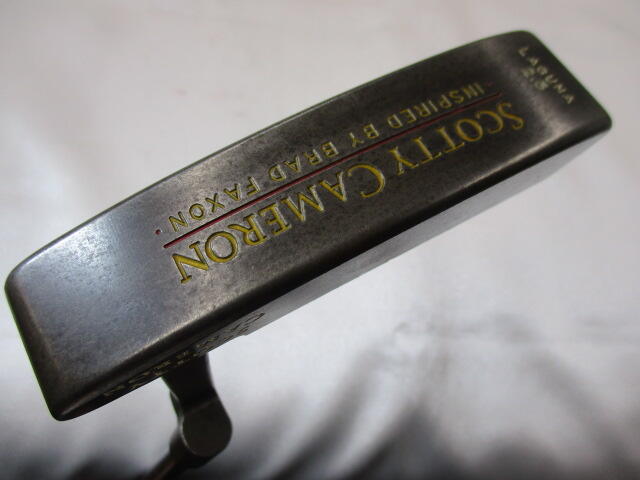 SCOTTY CAMERON
·INSPIRED BY BRAD FAXON·
LAGUNA
2.5